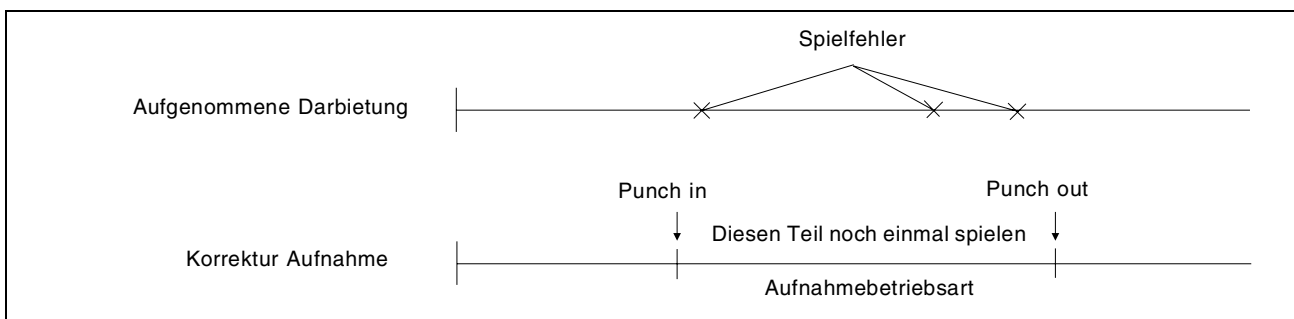 Spielfehler
Aufgenommene Darbietung
Punch in
Punch out
Diesen Teil noch einmal spielen
Korrektur Aufnahme
Aufnahmebetriebsart